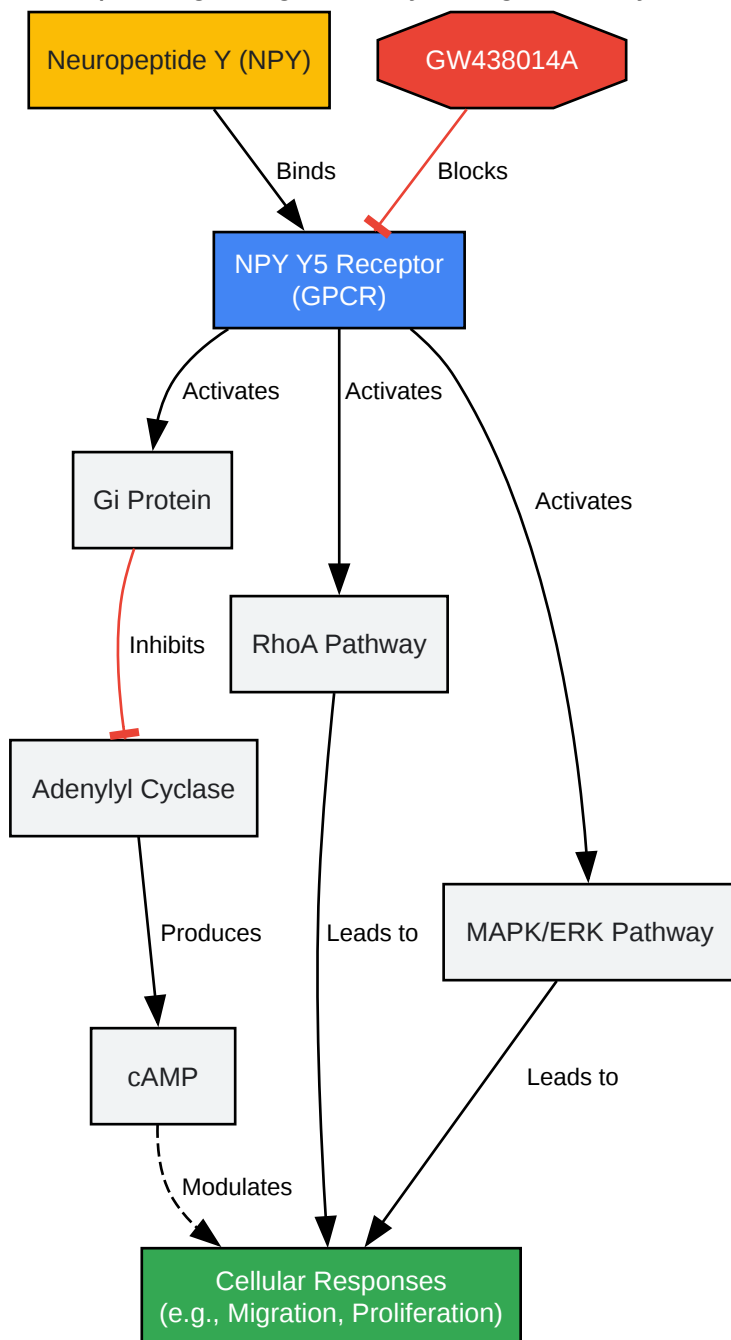 Neuropeptide Y (NPY)
GW438014A
Binds
Blocks
NPY Y5 Receptor
(GPCR)
Activates
Activates
Activates
Gi Protein
Inhibits
RhoA Pathway
Adenylyl Cyclase
Produces
Leads to
MAPK/ERK Pathway
cAMP
Leads to
Modulates
Cellular Responses
(e.g., Migration, Proliferation)